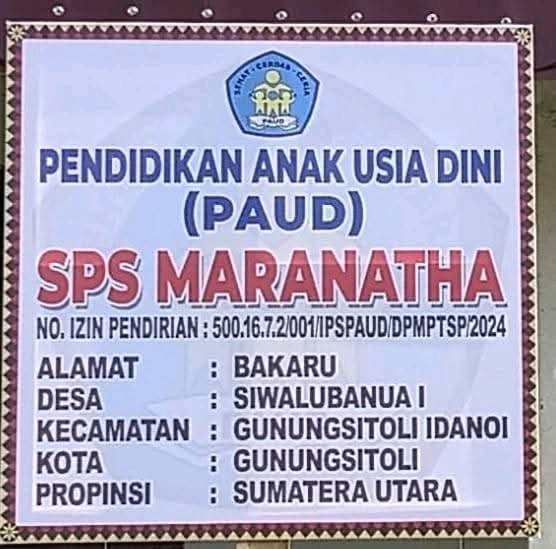 SEHAT - CERDAS - CERIA
PAUD
PENDIDIKAN ANAK USIA DINI
(PAUD)
SPS MARANATHA
NO. IZIN PENDIRIAN : 500.16.7.2/001/IPSPAUD/DPMPTSP/2024
ALAMAT : BAKARU
DESA : SIWALUBANUA I
KECAMATAN : GUNUNGSITOLI IDANOI
KOTA : GUNUNGSITOLI
PROPINSI : SUMATERA UTARA